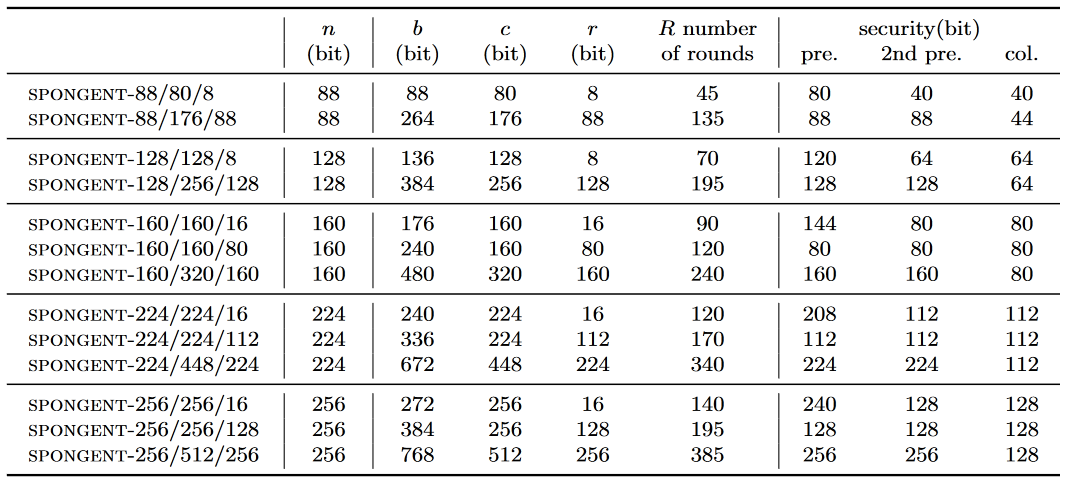 n b c r R number security(bit)
(bit) (bit) (bit) (bit) of rounds pre. 2nd pre. col.
SPONGENT-88/80/8 88 88 80 8 45 80 40 40
SPONGENT-88/176/88 88 264 176 88 135 88 88 44
SPONGENT-128/128/8 128 136 128 8 70 120 64 64
SPONGENT-128/256/128 128 384 256 128 195 128 128 64
SPONGENT-160/160/16 160 176 160 16 90 144 80 80
SPONGENT-160/160/80 160 240 160 80 120 80 80 80
SPONGENT-160/320/160 160 480 320 160 240 160 160 80
SPONGENT-224/224/16 224 240 224 16 120 208 112 112
SPONGENT-224/224/112 224 336 224 112 170 112 112 112
SPONGENT-224/448/224 224 672 448 224 340 224 224 112
SPONGENT-256/256/16 256 272 256 16 140 240 128 128
SPONGENT-256/256/128 256 384 256 128 195 128 128 128
SPONGENT-256/512/256 256 768 512 256 385 256 256 128